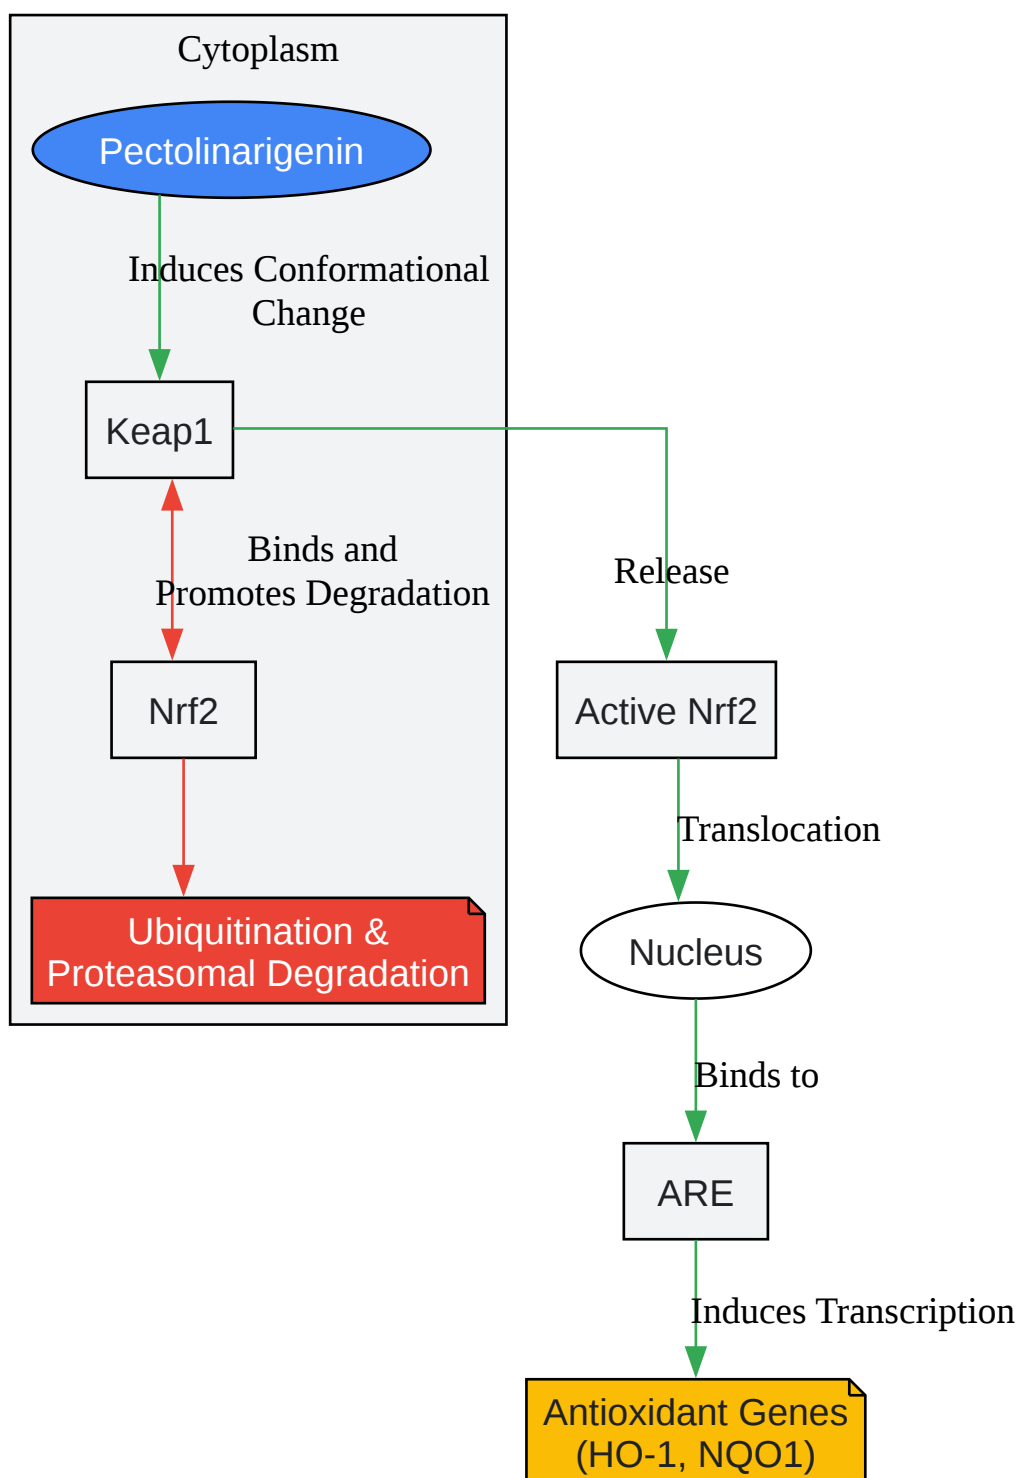 Cytoplasm
Pectolinarigenin
Induces Conformational
Change
Keap1
Binds and
Promotes Degradation
Release
Nrf2
Active Nrf2
Translocation
Ubiquitination &
Proteasomal Degradation
Nucleus
Binds to
ARE
Induces Transcription
Antioxidant Genes
(HO-1, NQO1)